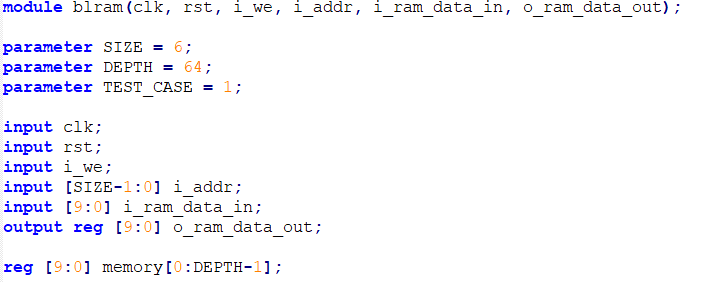 module blram(clk, rst, i_we, i_addr, i_ram_data_in, o_ram_data_out);
parameter SIZE = 6;
parameter DEPTH = 64;
parameter TEST_CASE = 1;
input clk;
input rst;
input i_we;
input [SIZE-1:0] i_addr;
input [9:0] i_ram_data_in;
output reg [9:0] o_ram_data_out;
reg [9:0] memory[0:DEPTH-1];